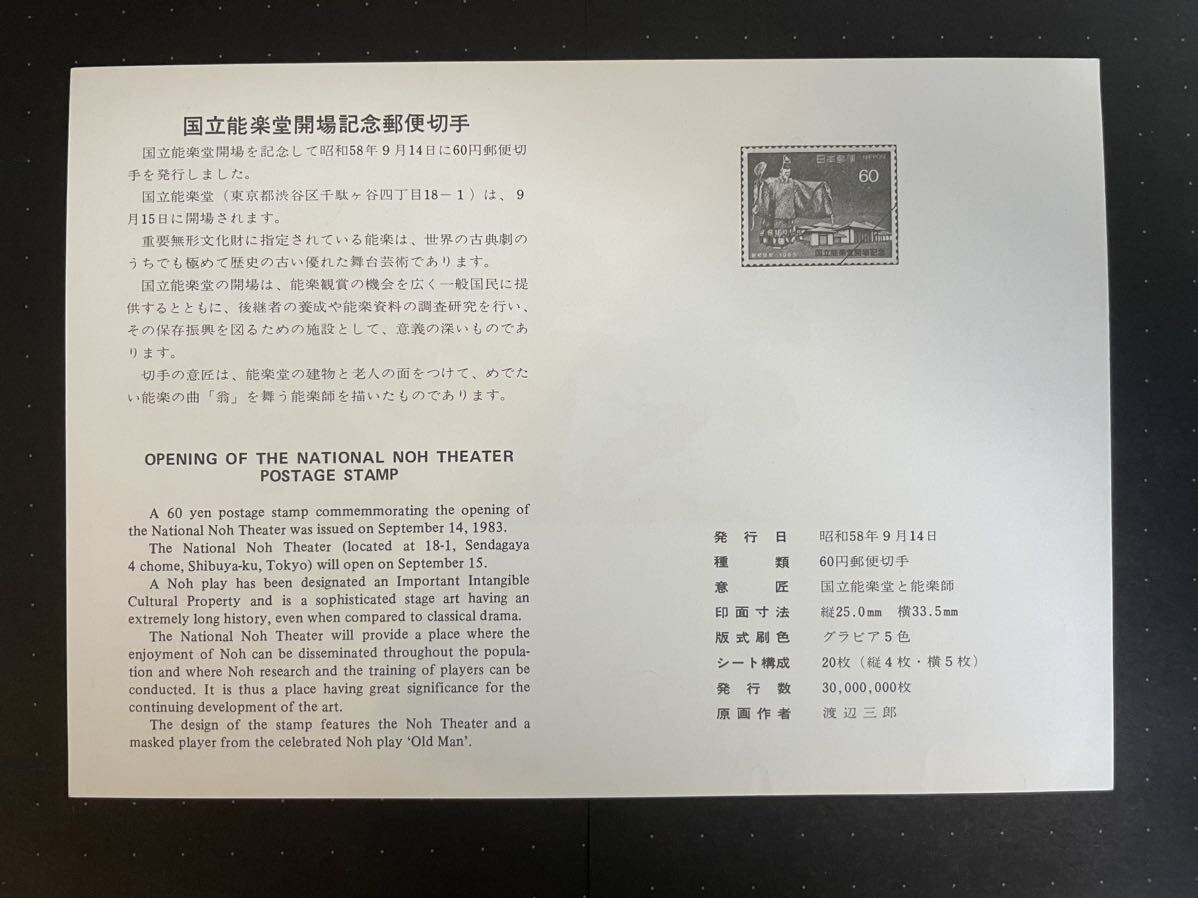 国立能楽堂開場記念郵便切手
国立能楽堂開場を記念して昭和58年9月14日に60円郵便切
手を発行しました。
国立能楽堂（東京都渋谷区千駄ヶ谷四丁目18－1）は、9
月15日に開場されます。
重要無形文化財に指定されている能楽は、世界の古典劇の
うちでも極めて歴史の古い優れた舞台芸術であります。
国立能楽堂の開場は、能楽観賞の機会を広く一般国民に提
供するとともに、後継者の養成や能楽資料の調査研究を行い、
その保存振興を図るための施設として、意義の深いものであ
ります。
切手の意匠は、能楽堂の建物と老人の面をつけて、めでた
い能楽の曲「翁」を舞う能楽師を描いたものであります。
OPENING OF THE NATIONAL NOH THEATER
POSTAGE STAMP
A 60 yen postage stamp commemmorating the opening of
the National Noh Theater was issued on September 14, 1983.
The National Noh Theater (located at 18-1, Sendagaya
4 chome, Shibuya-ku, Tokyo) will open on September 15.
A Noh play has been designated an Important Intangible
Cultural Property and is a sophisticated stage art having an
extremely long history, even when compared to classical drama.
The National Noh Theater will provide a place where the
enjoyment of Noh can be disseminated throughout the popula-
tion and where Noh research and the training of players can be
conducted. It is thus a place having great significance for the
continuing development of the art.
The design of the stamp features the Noh Theater and a
masked player from the celebrated Noh play ‘Old Man’.
日本郵便 NIPPON
60
国立能楽堂開場記念
1983
発行日 昭和58年9月14日
種類 60円郵便切手
意匠 国立能楽堂と能楽師
印面寸法 縦25.0mm 横33.5mm
版式刷色 グラビア5色
シート構成 20枚（縦4枚・横5枚）
発行数 30,000,000枚
原画作者 渡辺三郎